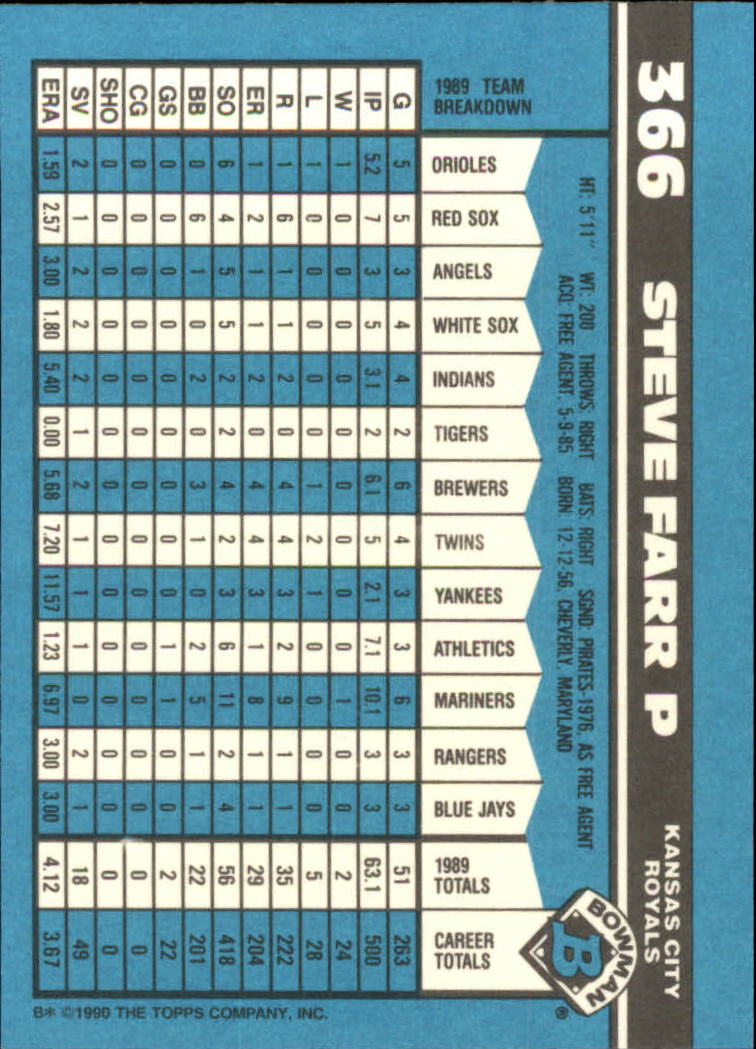 366 STEVE FARR P KANSAS CITY
ROYALS
HT: 5'11" WT: 200 THROWS: RIGHT BATS: RIGHT SGND: PIRATES-1976, AS FREE AGENT
ACQ: FREE AGENT, 5-9-85 BORN: 12-12-56, CHEVERLY, MARYLAND
BOWMAN
B
®
1989 TEAM
BREAKDOWN
ORIOLES
RED SOX
ANGELS
WHITE SOX
INDIANS
TIGERS
BREWERS
TWINS
YANKEES
ATHLETICS
MARINERS
RANGERS
BLUE JAYS
1989
TOTALS
CAREER
TOTALS
G 5 5 3 4 4 2 6 4 3 3 6 3 3 51 263
IP 5.2 7 3 5 3.1 2 6.1 5 2.1 7.1 10.1 3 3 63.1 500
W 1 0 0 0 0 0 0 0 0 0 1 0 0 2 24
L 1 0 0 0 0 0 1 2 1 0 0 0 0 5 28
R 1 6 1 1 2 0 4 4 3 2 9 1 1 35 222
ER 1 2 1 1 2 0 4 4 3 1 8 1 1 29 204
SO 6 4 5 5 2 2 4 2 3 6 11 2 4 56 418
BB 0 6 1 0 2 0 3 1 0 2 5 1 1 22 201
GS 0 0 0 0 0 0 0 0 0 1 1 0 0 2 22
CG 0 0 0 0 0 0 0 0 0 0 0 0 0 0 0
SHO 0 0 0 0 0 0 0 0 0 0 0 0 0 0 0
SV 2 1 2 2 2 1 2 1 1 1 0 2 1 18 49
ERA 1.59 2.57 3.00 1.80 5.40 0.00 5.68 7.20 11.57 1.23 6.97 3.00 3.00 4.12 3.67
B* ©1990 THE TOPPS COMPANY, INC.